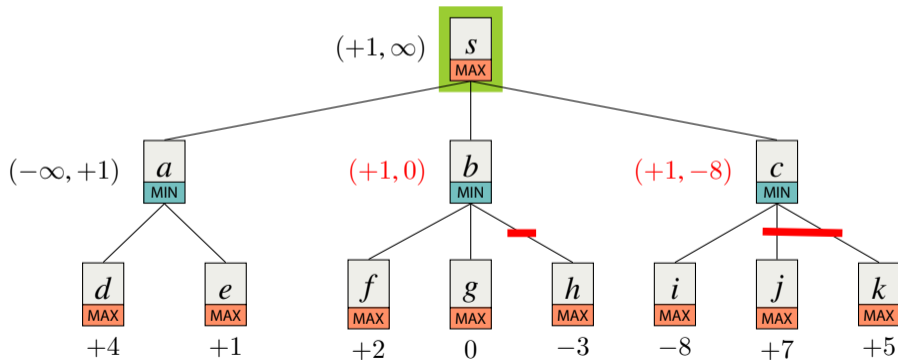 (+1, ∞) s
MAX
(−∞, +1) a (+1, 0) b (+1, −8) c
MIN MIN MIN
d e f g h i j k
MAX MAX MAX MAX MAX MAX MAX MAX
+4 +1 +2 0 −3 −8 +7 +5